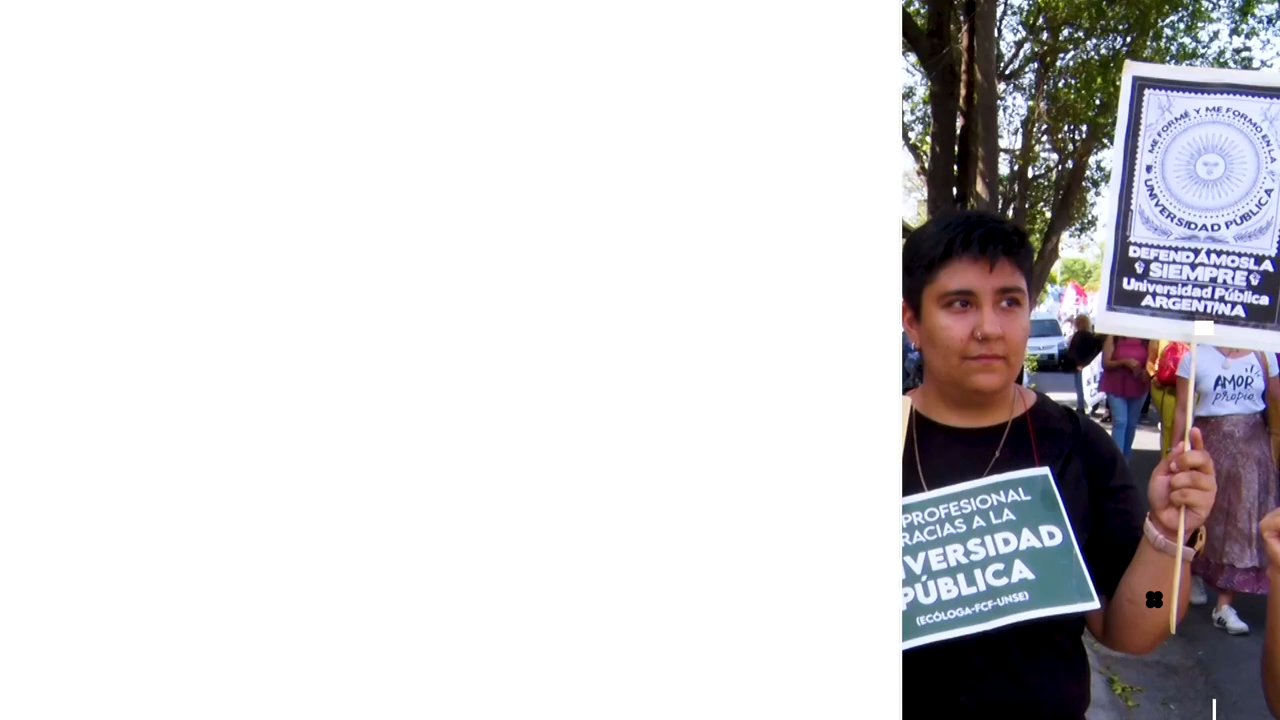 ME FORMÉ Y ME FORMO EN LA
UNIVERSIDAD PÚBLICA
DEFENDÁMOSLA
SIEMPRE
Universidad Pública
ARGENTINA
AMOR
propio
PROFESIONAL
RACIAS A LA
IVERSIDAD
PÚBLICA
(ECÓLOGA-FCF-UNSE)